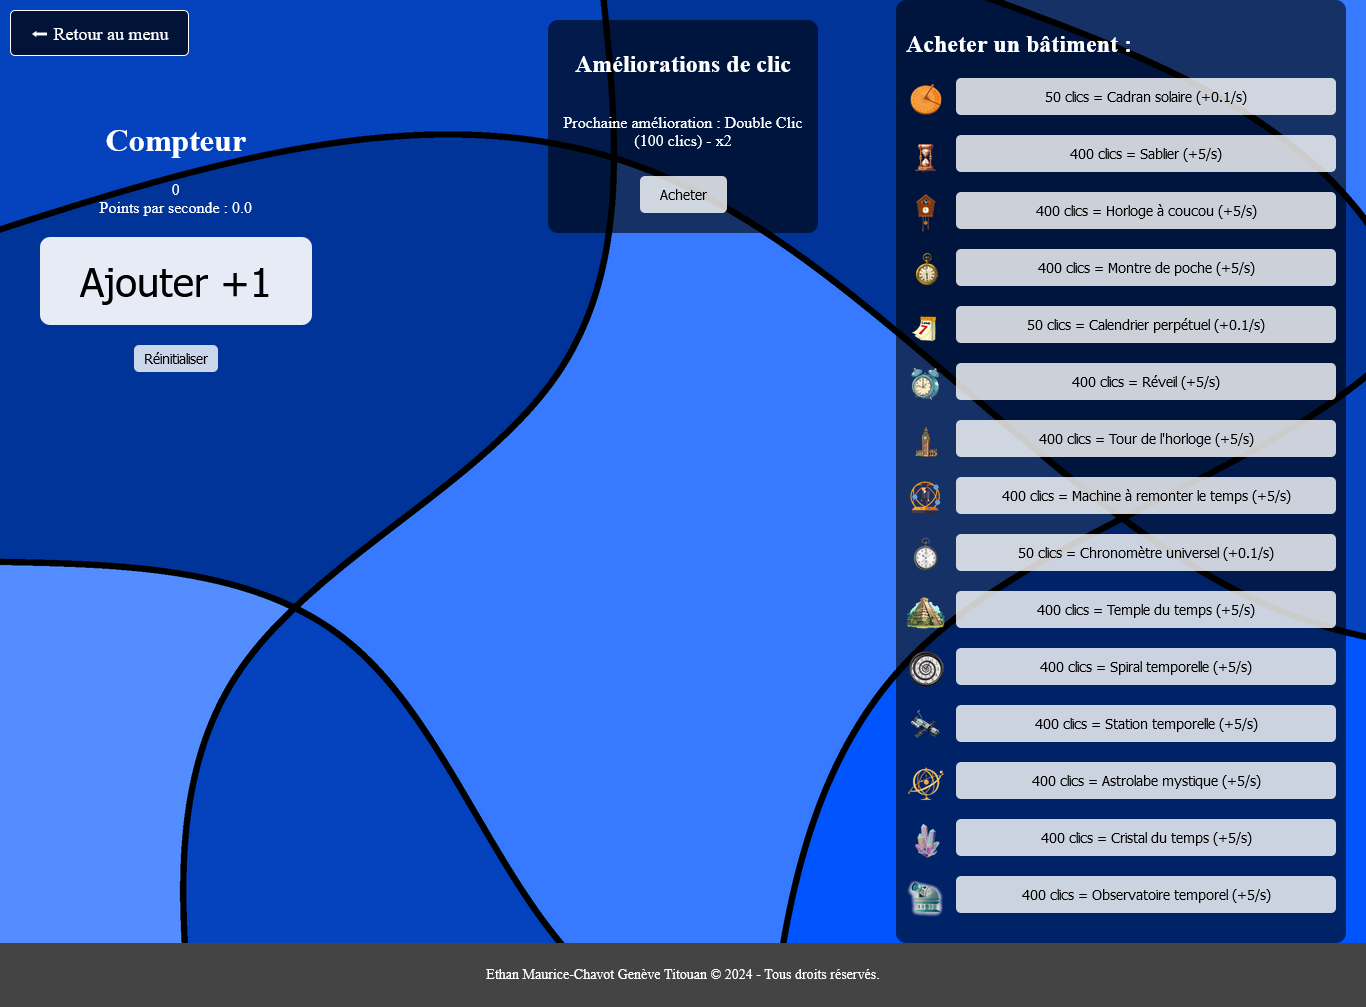 ← Retour au menu
Compteur
0
Points par seconde : 0.0
Ajouter +1
Réinitialiser
Améliorations de clic
Prochaine amélioration : Double Clic
(100 clics) - x2
Acheter
Acheter un bâtiment :
50 clics = Cadran solaire (+0.1/s)
400 clics = Sablier (+5/s)
400 clics = Horloge à coucou (+5/s)
400 clics = Montre de poche (+5/s)
50 clics = Calendrier perpétuel (+0.1/s)
400 clics = Réveil (+5/s)
400 clics = Tour de l'horloge (+5/s)
400 clics = Machine à remonter le temps (+5/s)
50 clics = Chronomètre universel (+0.1/s)
400 clics = Temple du temps (+5/s)
400 clics = Spiral temporelle (+5/s)
400 clics = Station temporelle (+5/s)
400 clics = Astrolabe mystique (+5/s)
400 clics = Cristal du temps (+5/s)
400 clics = Observatoire temporel (+5/s)
Ethan Maurice-Chavot Genève Titouan © 2024 - Tous droits réservés.